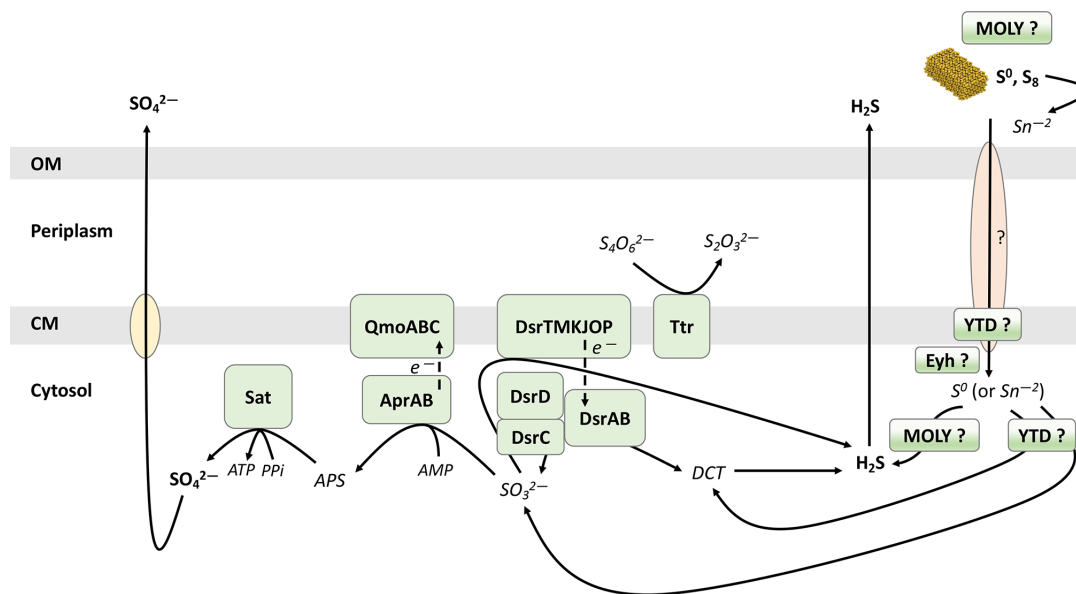 MOLY ?
S⁰, S₈
Sn⁻²
SO₄²⁻
H₂S
OM
Periplasm
S₄O₆²⁻
S₂O₃²⁻
?
CM
QmoABC
DsrTMKJOP
Ttr
YTD ?
e⁻
e⁻
Eyh ?
Cytosol
Sat
AprAB
DsrD
DsrAB
DsrC
S⁰ (or Sn⁻²)
MOLY ?
YTD ?
SO₄²⁻
ATP
PPi
APS
AMP
SO₃²⁻
DCT
H₂S